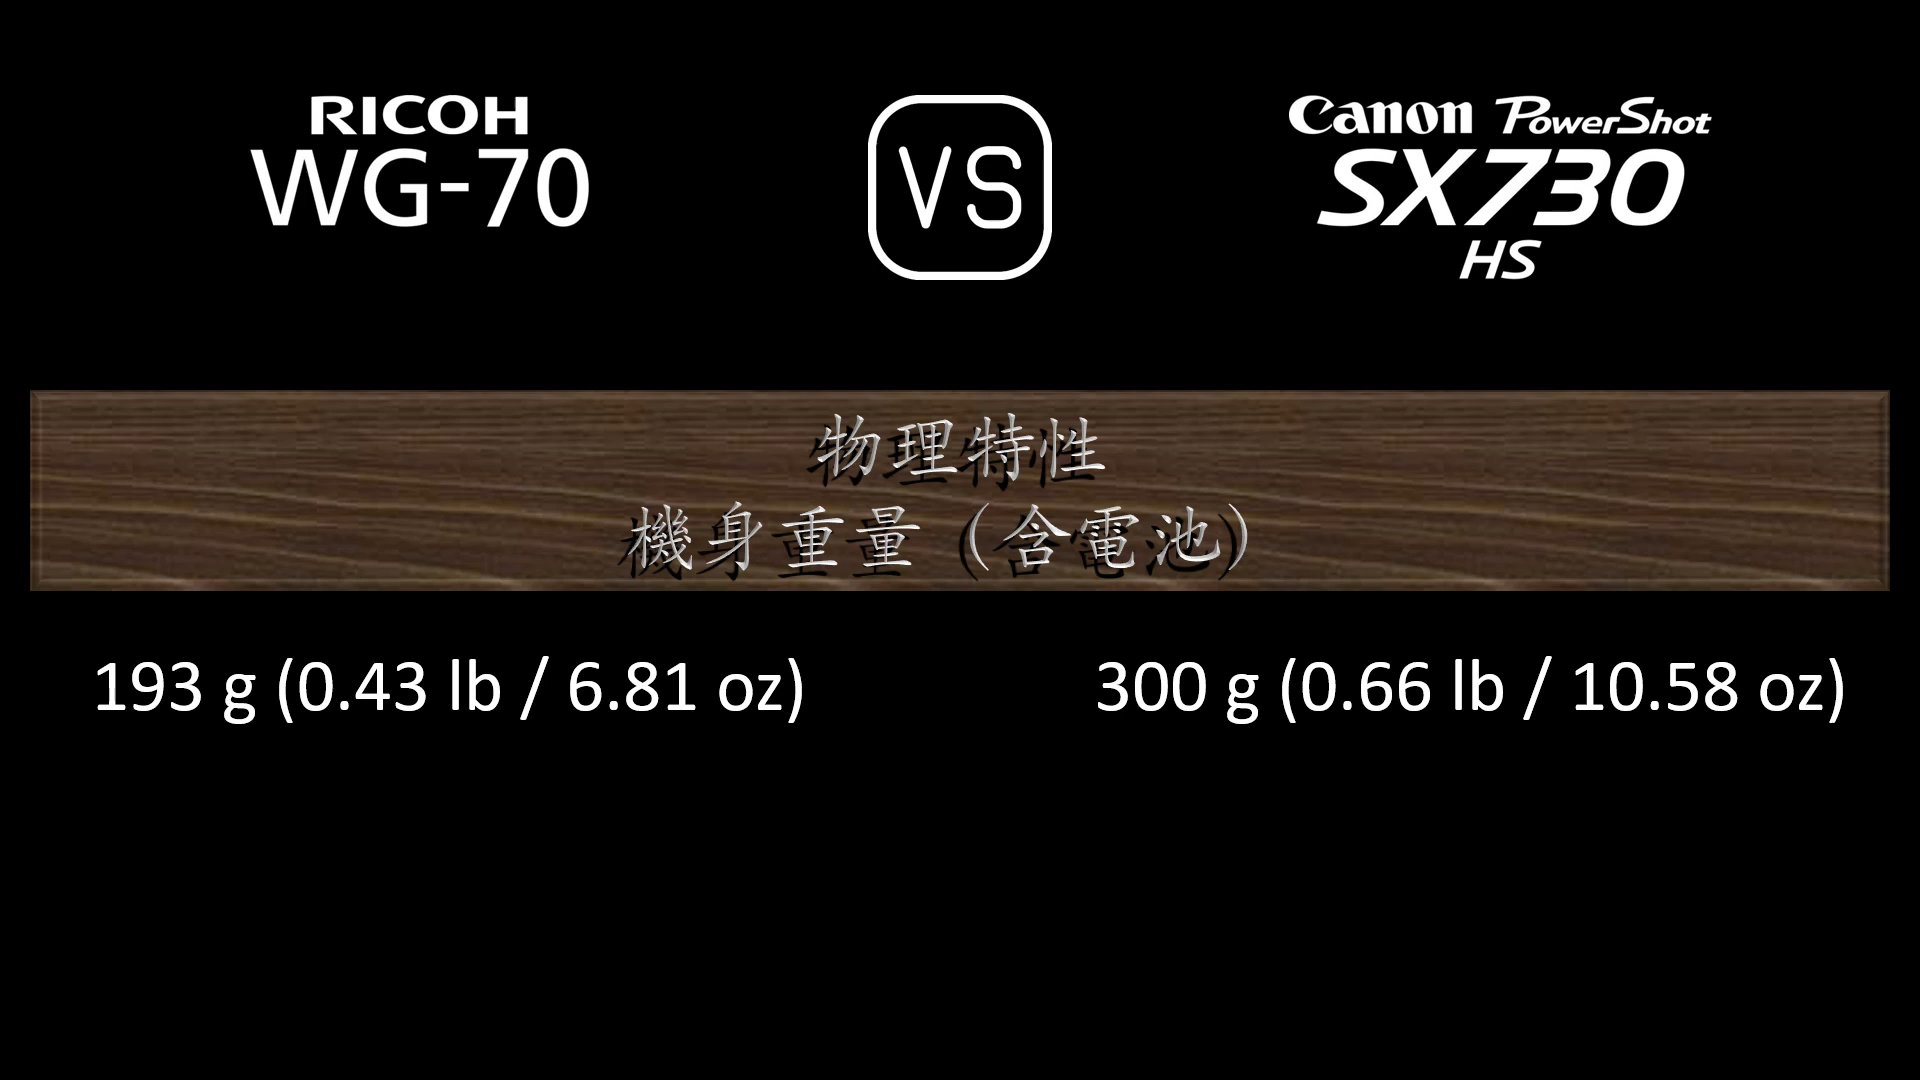 RICOH
WG-70
VS
Canon PowerShot
SX730
HS
物理特性
機身重量（含電池）
193 g (0.43 lb / 6.81 oz)
300 g (0.66 lb / 10.58 oz)